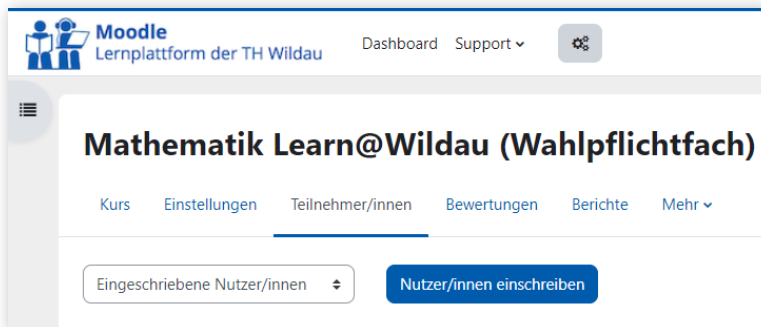 Moodle
Lernplattform der TH Wildau
Dashboard Support
Mathematik Learn@Wildau (Wahlpflichtfach)
Kurs Einstellungen Teilnehmer/innen Bewertungen Berichte Mehr
Eingeschriebene Nutzer/innen Nutzer/innen einschreiben